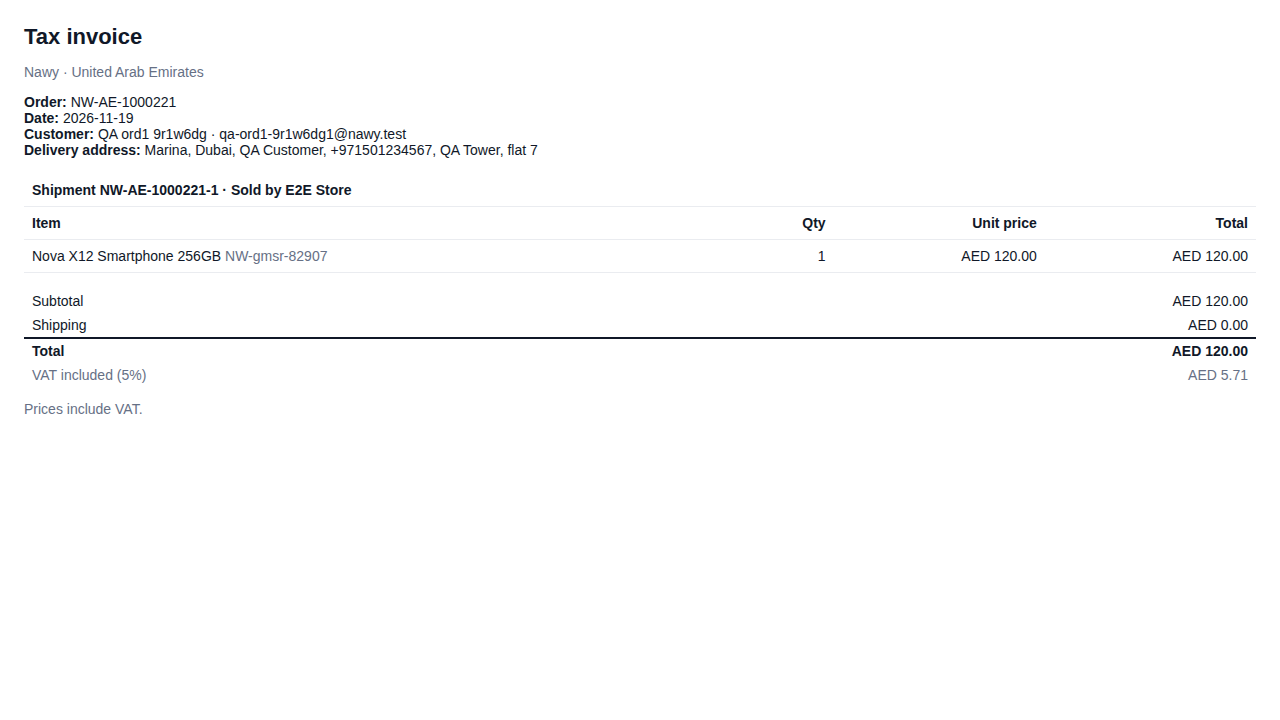 Tax invoice
Nawy · United Arab Emirates
Order: NW-AE-1000221
Date: 2026-11-19
Customer: QA ord1 9r1w6dg · qa-ord1-9r1w6dg1@nawy.test
Delivery address: Marina, Dubai, QA Customer, +971501234567, QA Tower, flat 7
Shipment NW-AE-1000221-1 · Sold by E2E Store
Item Qty Unit price Total
Nova X12 Smartphone 256GB NW-gmsr-82907 1 AED 120.00 AED 120.00
Subtotal AED 120.00
Shipping AED 0.00
Total AED 120.00
VAT included (5%) AED 5.71
Prices include VAT.